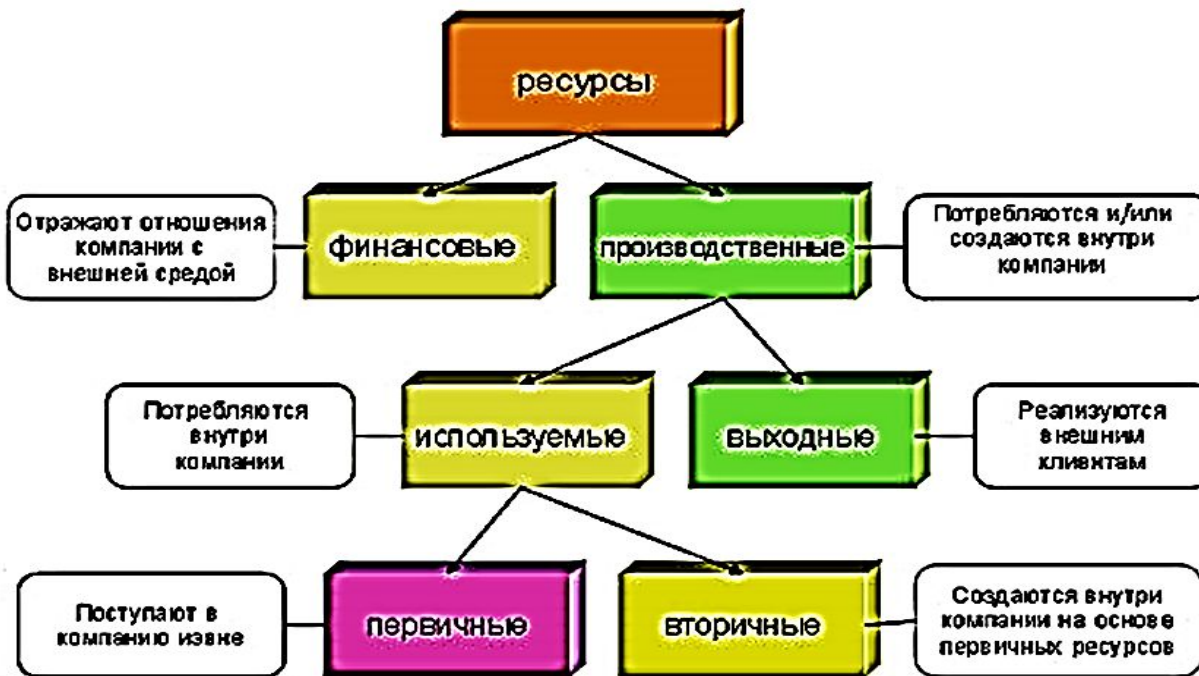 ресурсы
Отражают отношения
компании с
внешней средой
финансовые
производственные
Потребляются и/или
создаются внутри
компании
Потребляются
внутри
компании
используемые
выходные
Реализуются
внешним
клиентам
Поступают в
компанию извне
первичные
вторичные
Создаются внутри
компании на основе
первичных ресурсов